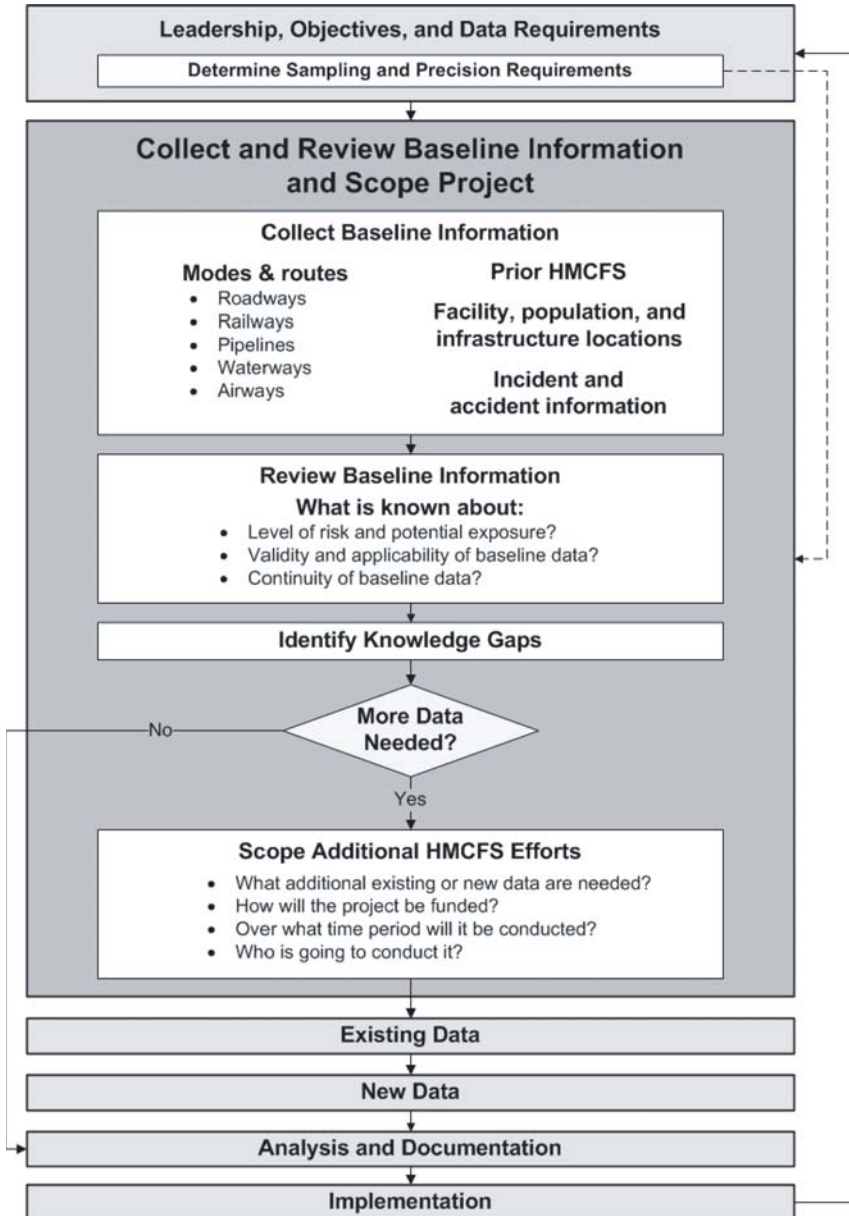 Leadership, Objectives, and Data Requirements
Determine Sampling and Precision Requirements
Collect and Review Baseline Information
and Scope Project
Collect Baseline Information
Modes & routes
• Roadways
• Railways
• Pipelines
• Waterways
• Airways
Prior HMCFS
Facility, population, and
infrastructure locations
Incident and
accident information
Review Baseline Information
What is known about:
• Level of risk and potential exposure?
• Validity and applicability of baseline data?
• Continuity of baseline data?
Identify Knowledge Gaps
More Data
Needed?
No
Yes
Scope Additional HMCFS Efforts
• What additional existing or new data are needed?
• How will the project be funded?
• Over what time period will it be conducted?
• Who is going to conduct it?
Existing Data
New Data
Analysis and Documentation
Implementation